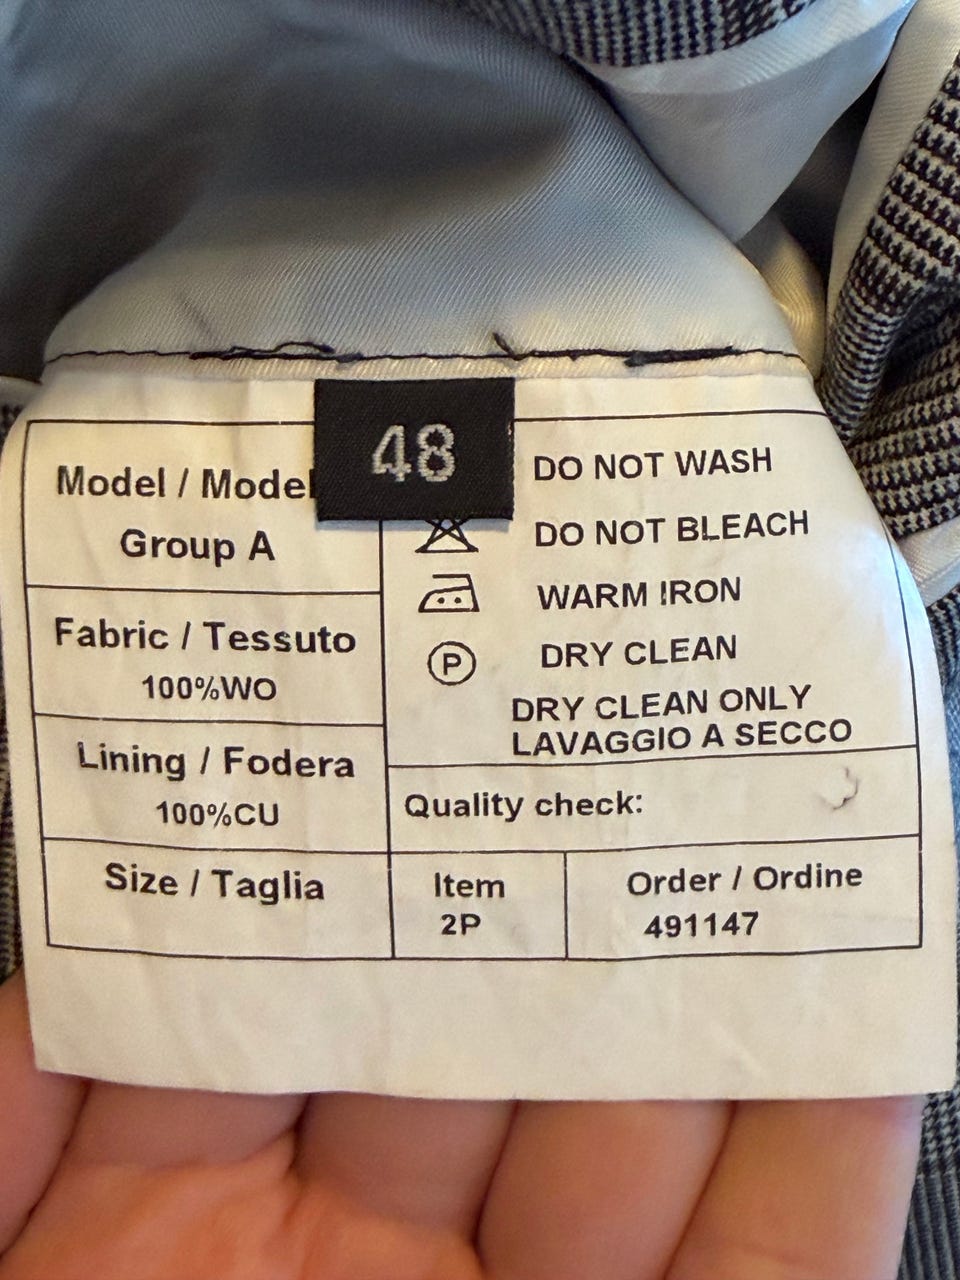 48
Model / Model
Group A
Fabric / Tessuto
100%WO
Lining / Fodera
100%CU
Size / Taglia
DO NOT WASH
DO NOT BLEACH
WARM IRON
P
DRY CLEAN
DRY CLEAN ONLY
LAVAGGIO A SECCO
Quality check:
Item
2P
Order / Ordine
491147